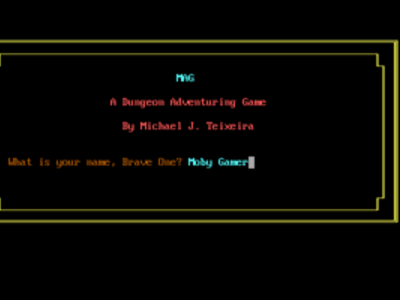 MAG
A Dungeon Adventuring Game
By Michael J. Teixeira
What is your name, Brave One? Moby Gamer